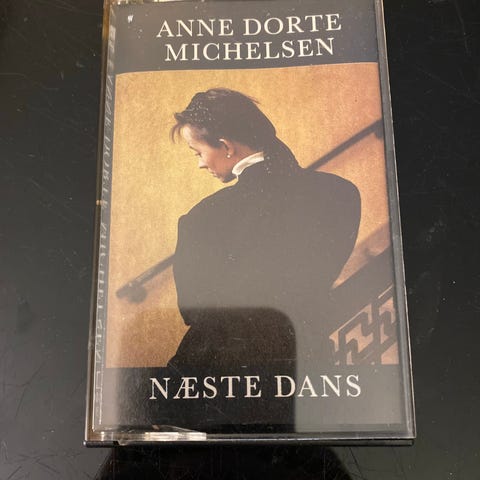 ANNE DORTE
MICHELSEN
NÆSTE DANS